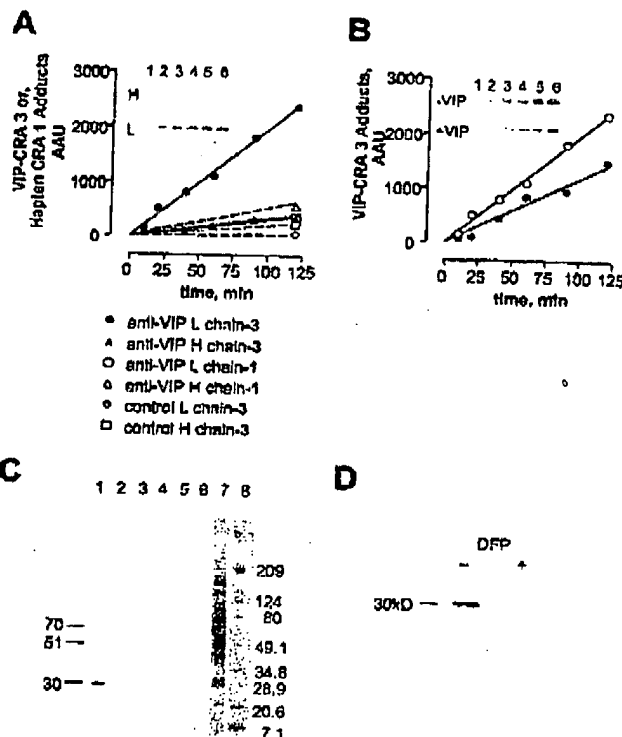 A
3000
2000
1000
0
VIP-CRA 3 or,
Hapten CRA 1 Adducts,
AAU
1 2 3 4 5 6
H
L
0 25 50 75 100 125
time, min
anti-VIP L chain-3
anti-VIP H chain-3
anti-VIP L chain-1
anti-VIP H chain-1
control L chain-3
control H chain-3
B
3000
2000
1000
0
VIP-CRA 3 Adducts,
AAU
1 2 3 4 5 6
-VIP
+VIP
0 25 50 75 100 125
time, min
C
1 2 3 4 5 6 7 8
70
51
30
209
124
80
49.1
34.8
28.9
20.6
7.1
D
DFP
- +
30kD